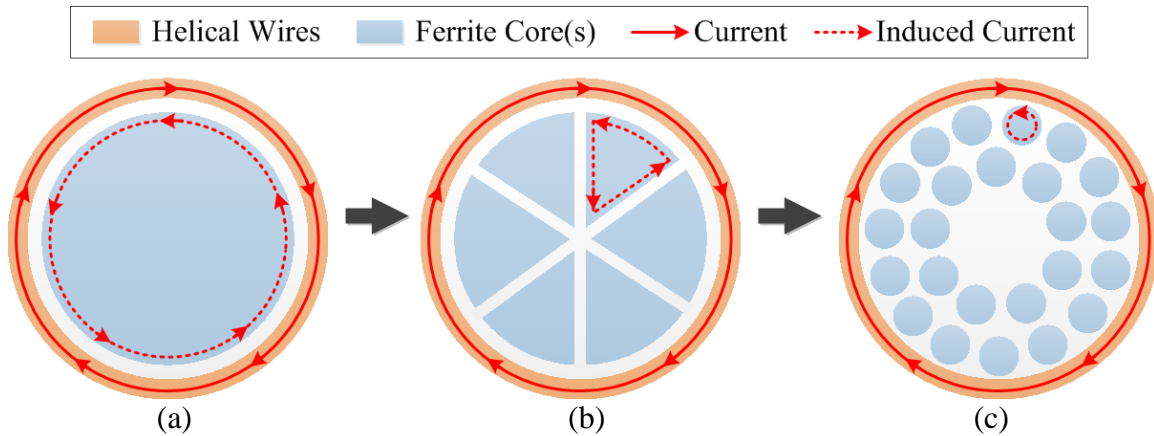 Helical Wires Ferrite Core(s) Current Induced Current
(a) (b) (c)